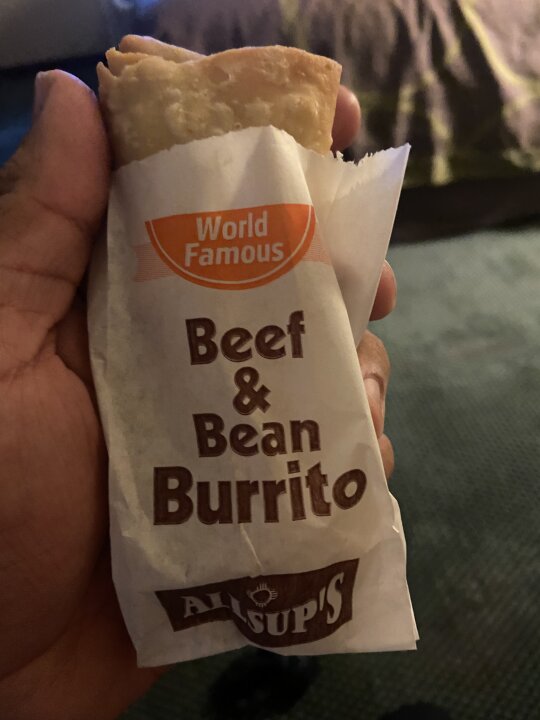 World
Famous
Beef
&
Bean
Burrito
ALLSUP'S